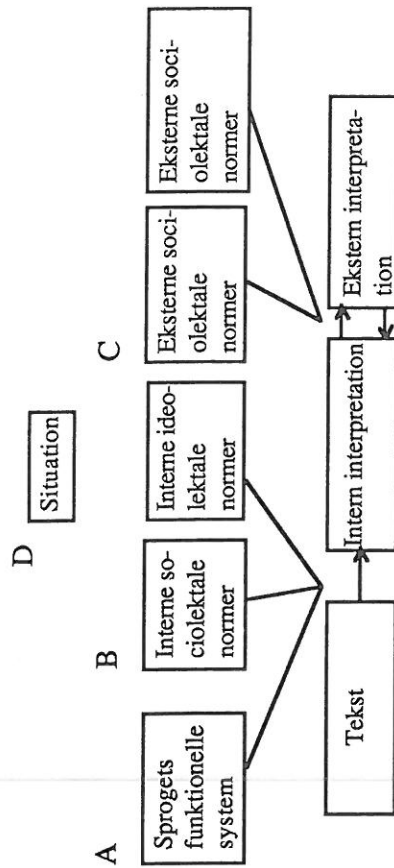 D
Situation
A
B
C
Sprogets
funktionelle
system
Interne so-
ciolektale
normer
Interne ideo-
lektale
normer
Eksterne soci-
olektale
normer
Eksterne soci-
olektale
normer
Tekst
Intern interpretation
Ekstern interpreta-
tion